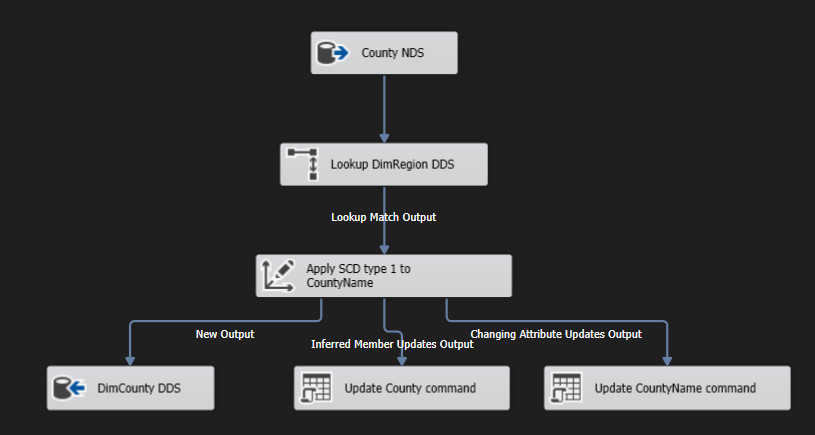 County NDS
Lookup DimRegion DDS
Lookup Match Output
Apply SCD type 1 to
CountyName
New Output
Inferred Member Updates Output
Changing Attribute Updates Output
DimCounty DDS
Update County command
Update CountyName command